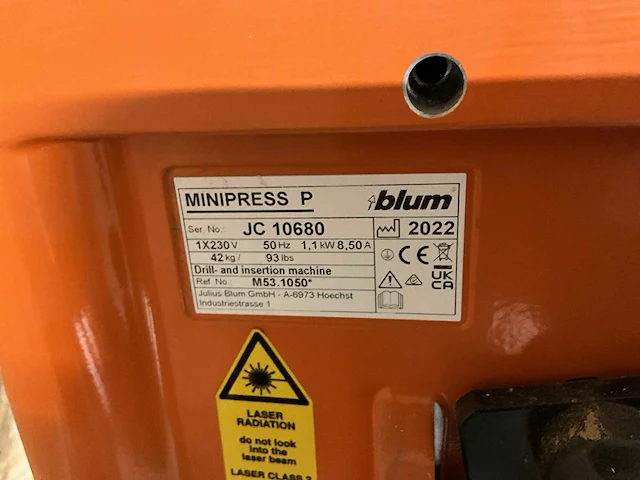 MINIPRESS P
blum
Ser. No.: JC 10680
2022
1X230 V 50 Hz 1,1 kW 8,50 A
42 kg/ 93 lbs
Drill- and insertion machine
Ref No.: M53.1050*
Julius Blum GmbH - A-6973 Hoechst
Industriestrasse 1
CE
UK
CA
LASER
RADIATION
do not look
into the
laser beam
LASER CLASS 2